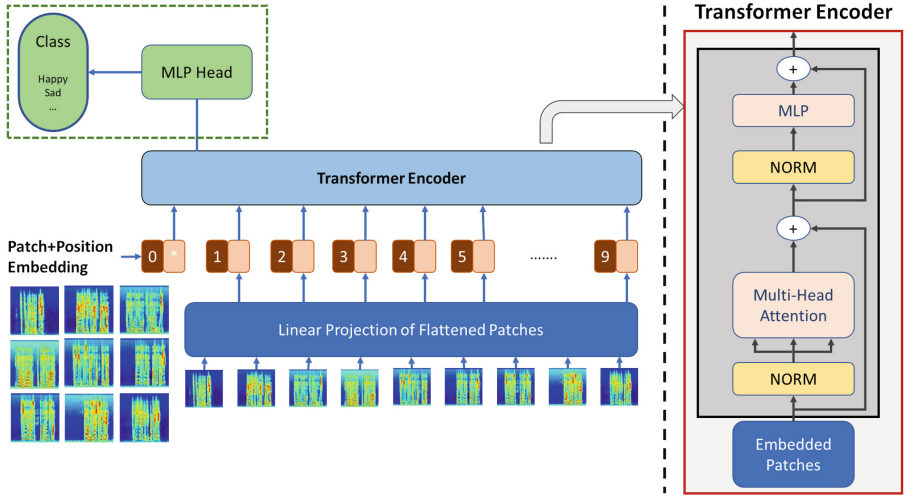 Class
Happy
Sad
...
MLP Head
Transformer Encoder
Patch+Position
Embedding
0 *
1
2
3
4
5
.......
9
Linear Projection of Flattened Patches
Transformer Encoder
+
MLP
NORM
+
Multi-Head
Attention
NORM
Embedded
Patches